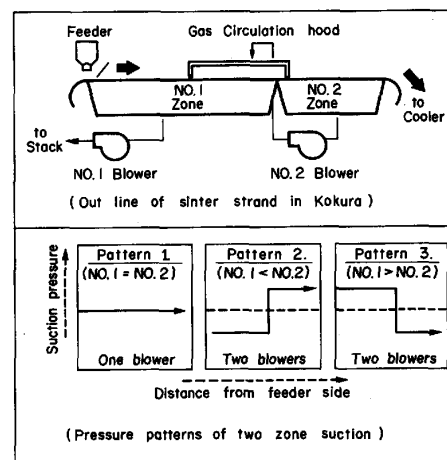 Feeder
Gas Circulation hood
NO. 1 Zone
NO. 2 Zone
to Cooler
to Stack
NO. 1 Blower
NO. 2 Blower
( Out line of sinter strand in Kokura )
Suction pressure
Pattern 1.
(NO. 1 = NO. 2)
One blower
Pattern 2.
(NO. 1 < NO. 2)
Two blowers
Pattern 3.
(NO. 1 > NO. 2)
Two blowers
Distance from feeder side
( Pressure patterns of two zone suction )